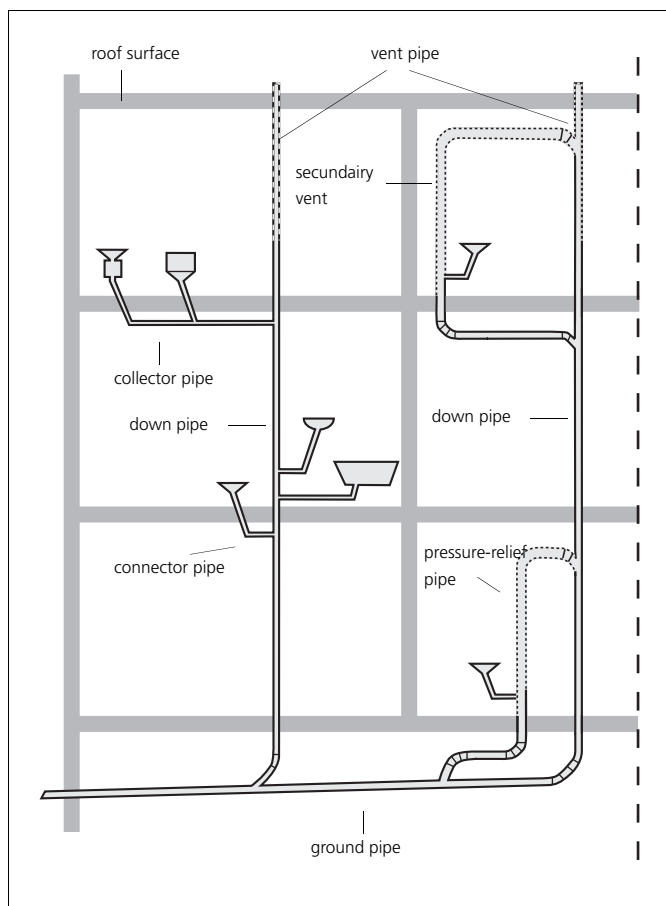 roof surface
vent pipe
secundairy
vent
collector pipe
down pipe
down pipe
connector pipe
pressure-relief
pipe
ground pipe